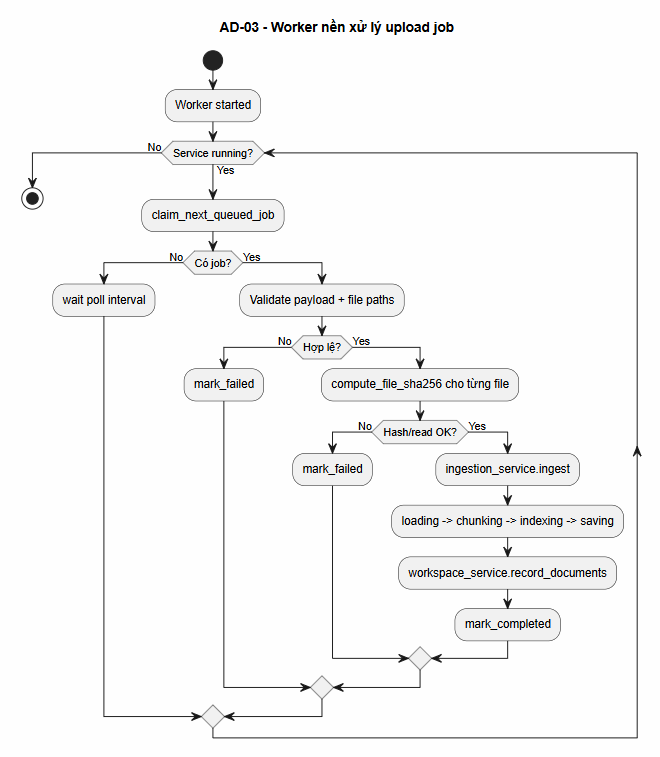 AD-03 - Worker nền xử lý upload job
Worker started
No
Service running?
Yes
claim_next_queued_job
No
Có job?
Yes
wait poll interval
Validate payload + file paths
No
Hợp lệ?
Yes
mark_failed
compute_file_sha256 cho từng file
No
Hash/read OK?
Yes
mark_failed
ingestion_service.ingest
loading -> chunking -> indexing -> saving
workspace_service.record_documents
mark_completed